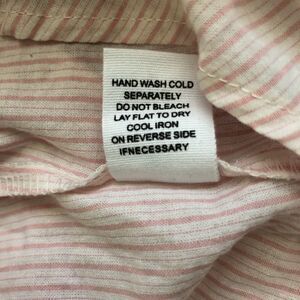 HAND WASH COLD
SEPARATELY
DO NOT BLEACH
LAY FLAT TO DRY
COOL IRON
ON REVERSE SIDE
IFNECESSARY